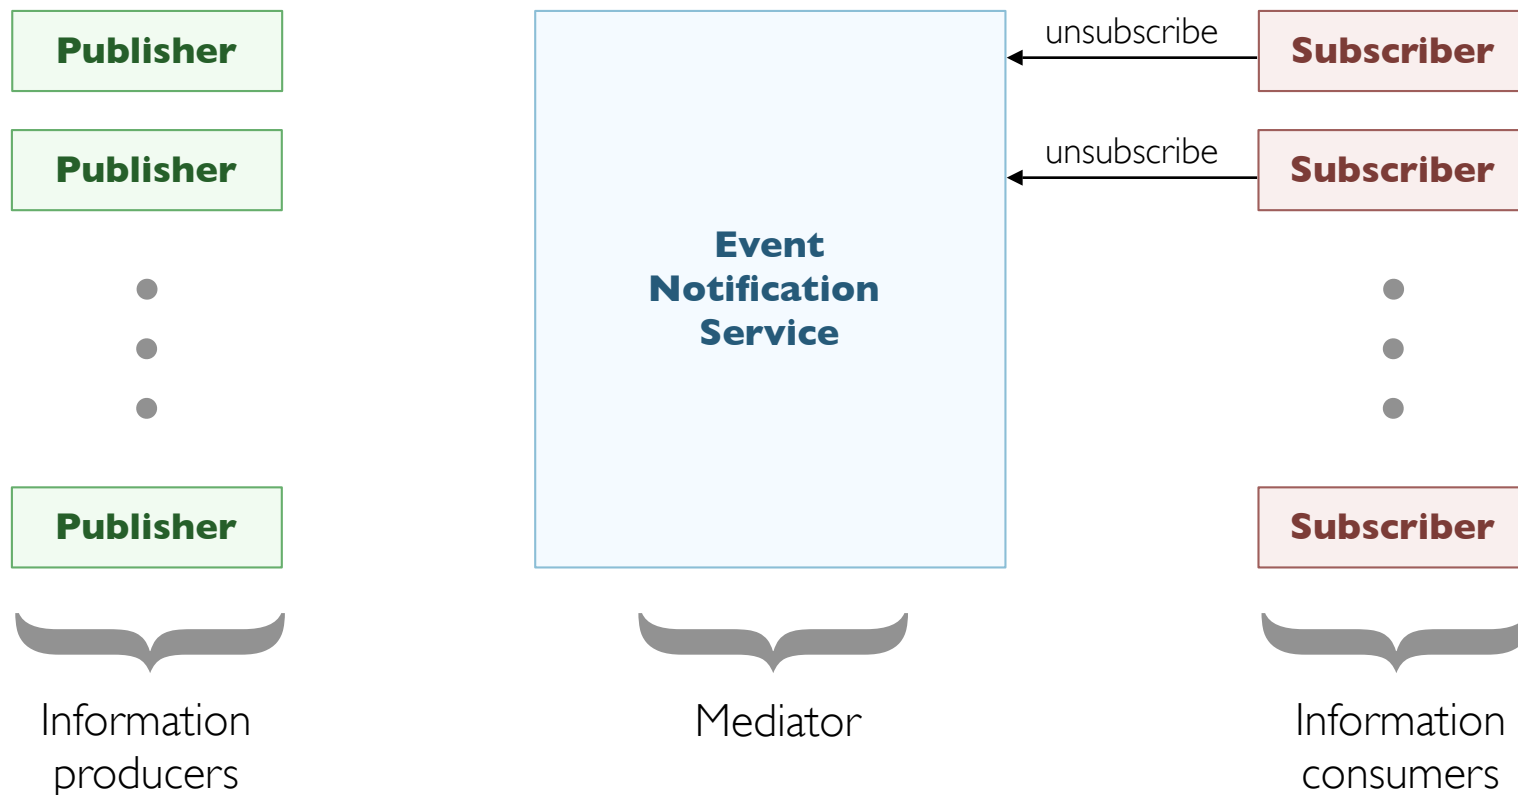 Publisher
unsubscribe
Subscriber
Publisher
unsubscribe
Subscriber
Event
Notification
Service
Publisher
Subscriber
Information
producers
Mediator
Information
consumers